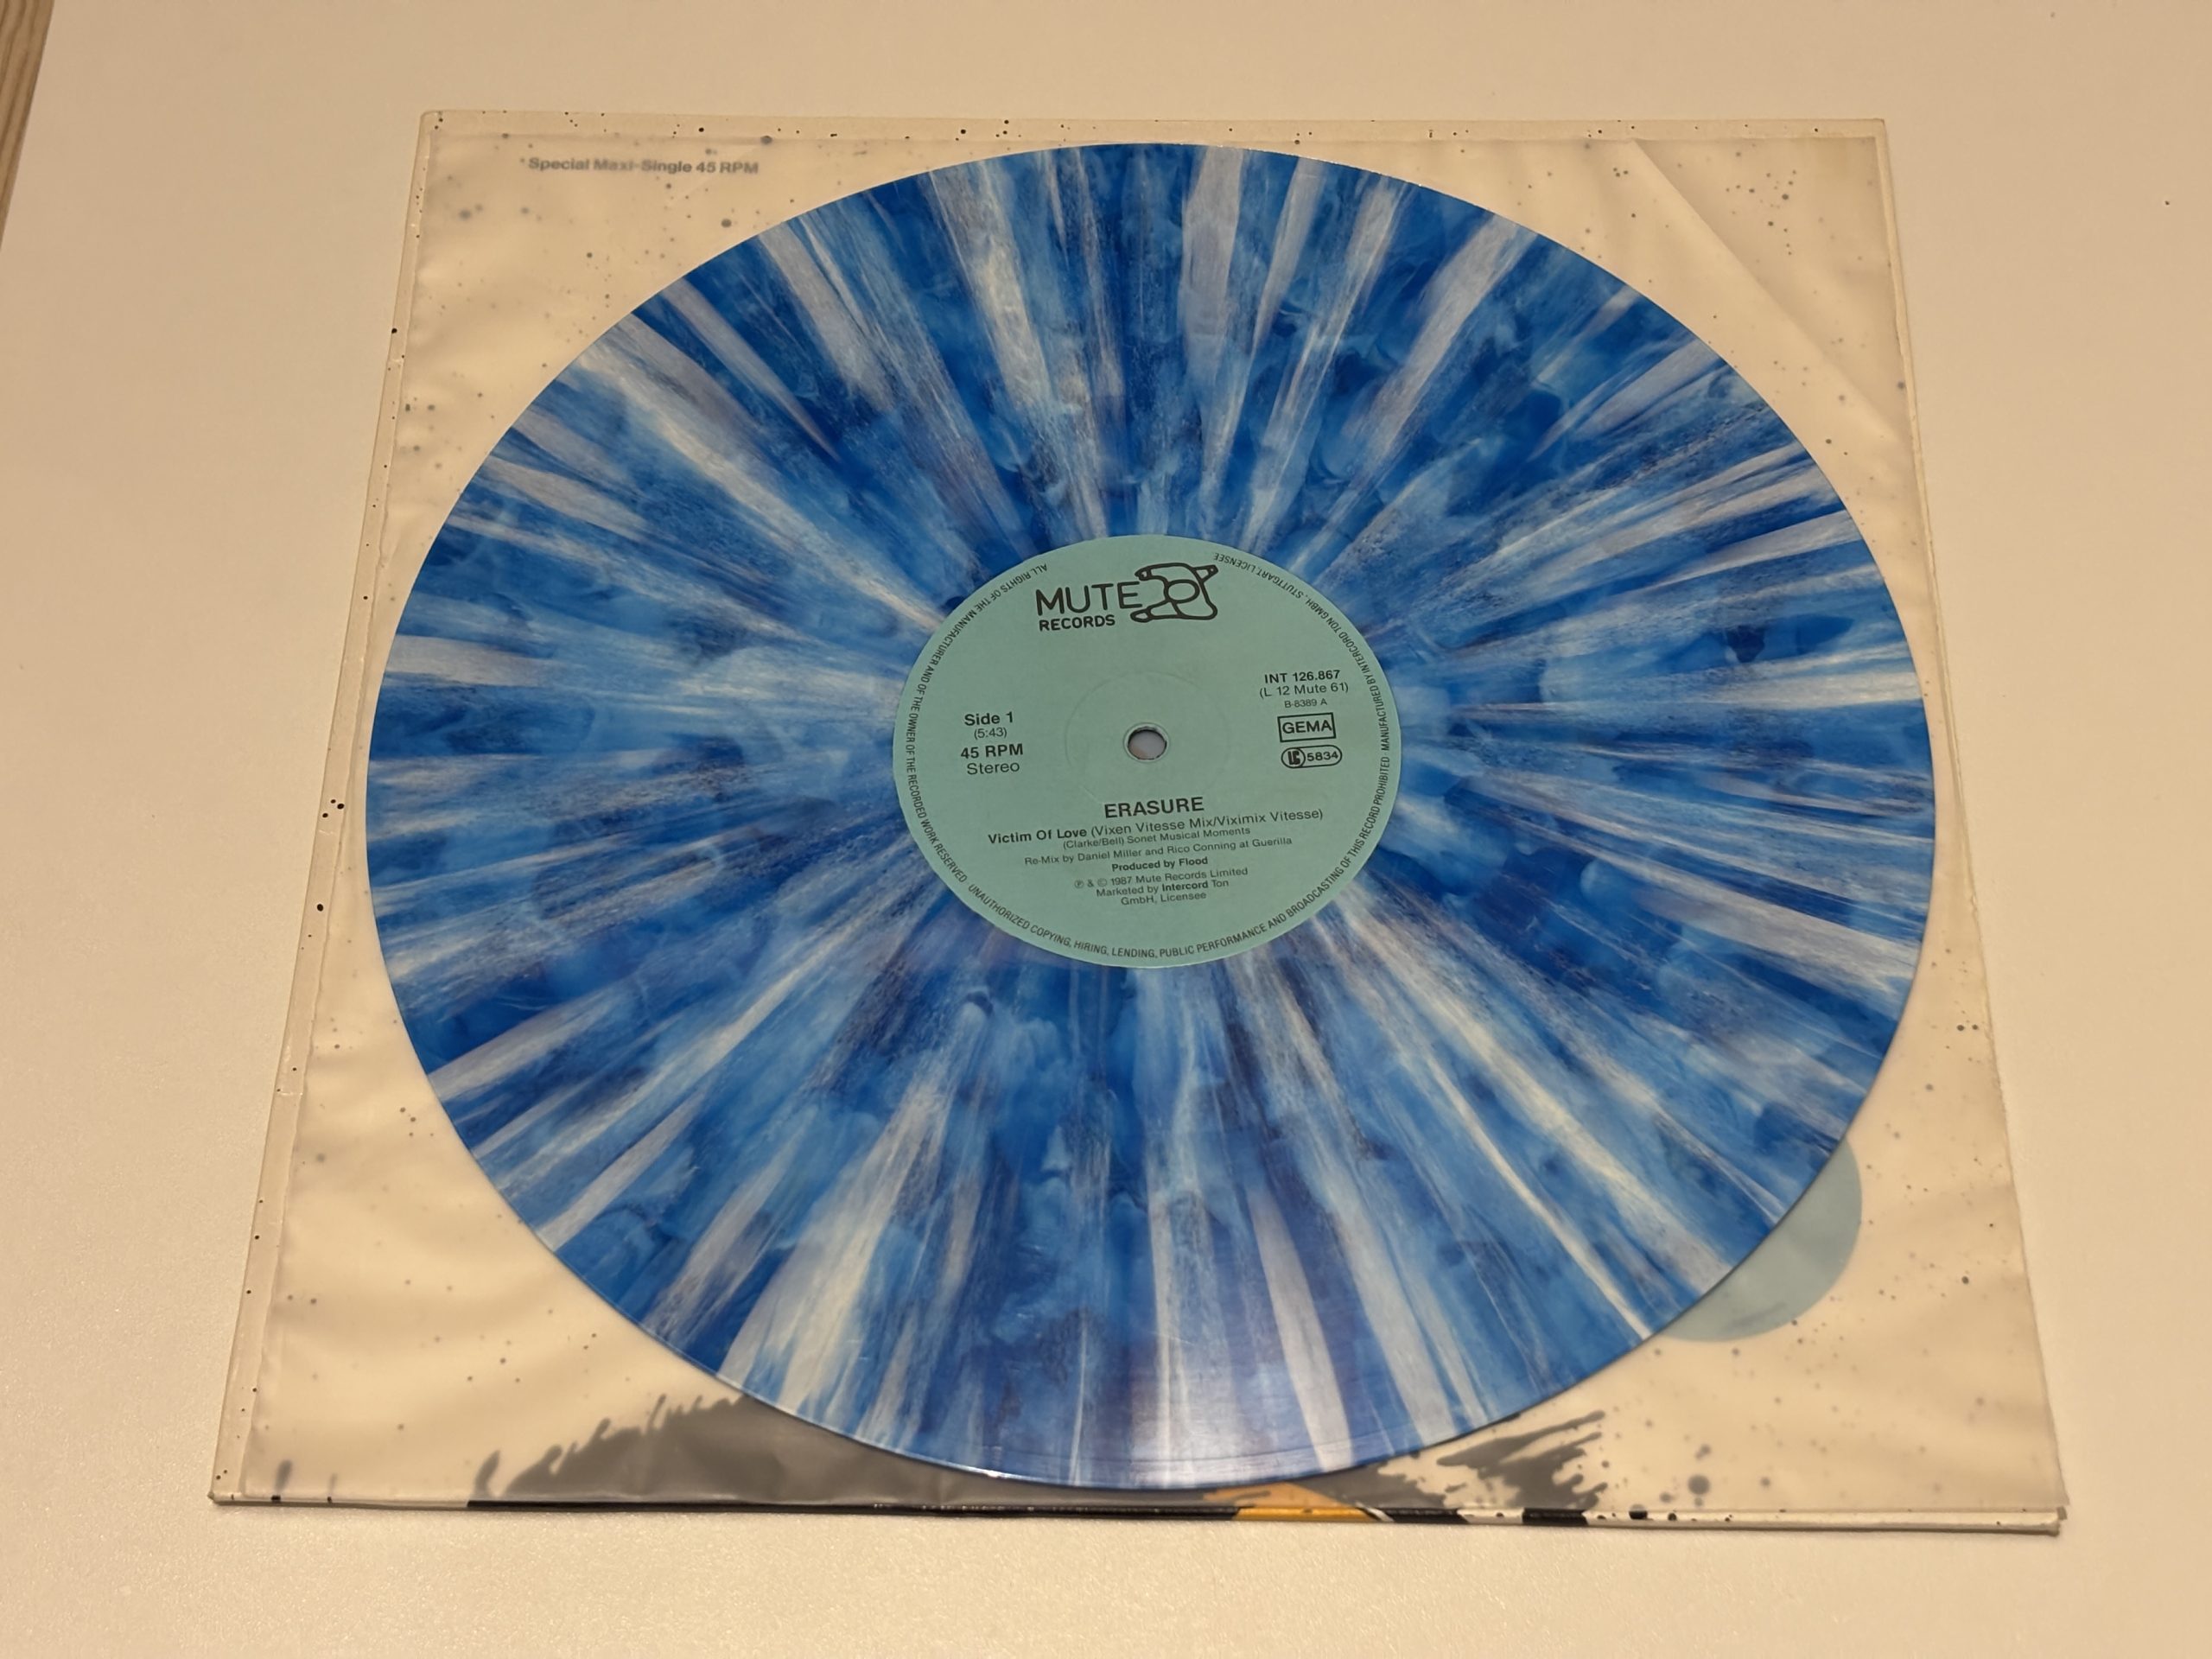 * Special Maxi-Single 45 RPM
MUTE
RECORDS
INT 126.867
(L 12 Mute 61)
B-8389 A
GEMA
LC 5834
Side 1
(5:43)
45 RPM
Stereo
ERASURE
Victim Of Love (Vixen Vitesse Mix/Viximix Vitesse)
(Clarke/Bell) Sonet Musical Moments
Re-Mix by Daniel Miller and Rico Conning at Guerilla
Produced by Flood
℗ & © 1987 Mute Records Limited
Marketed by Intercord Ton
GmbH, Licensee
ALL RIGHTS OF THE MANUFACTURER AND OF THE OWNER OF THE RECORDED WORK RESERVED · UNAUTHORIZED COPYING, HIRING, LENDING, PUBLIC PERFORMANCE AND BROADCASTING OF THIS RECORD PROHIBITED · MANUFACTURED BY INTERCORD TON GMBH., STUTTGART, LICENSEE